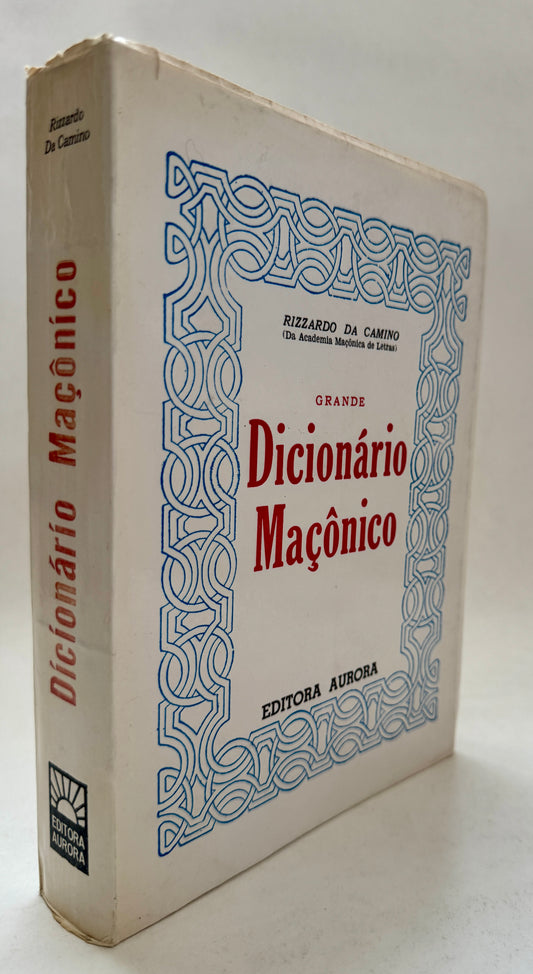 Rizzardo
Da Camino
Dicionário Maçônico
EDITORA
AURORA
RIZZARDO DA CAMINO
(Da Academia Maçônica de Letras)
GRANDE
Dicionário
Maçônico
EDITORA AURORA